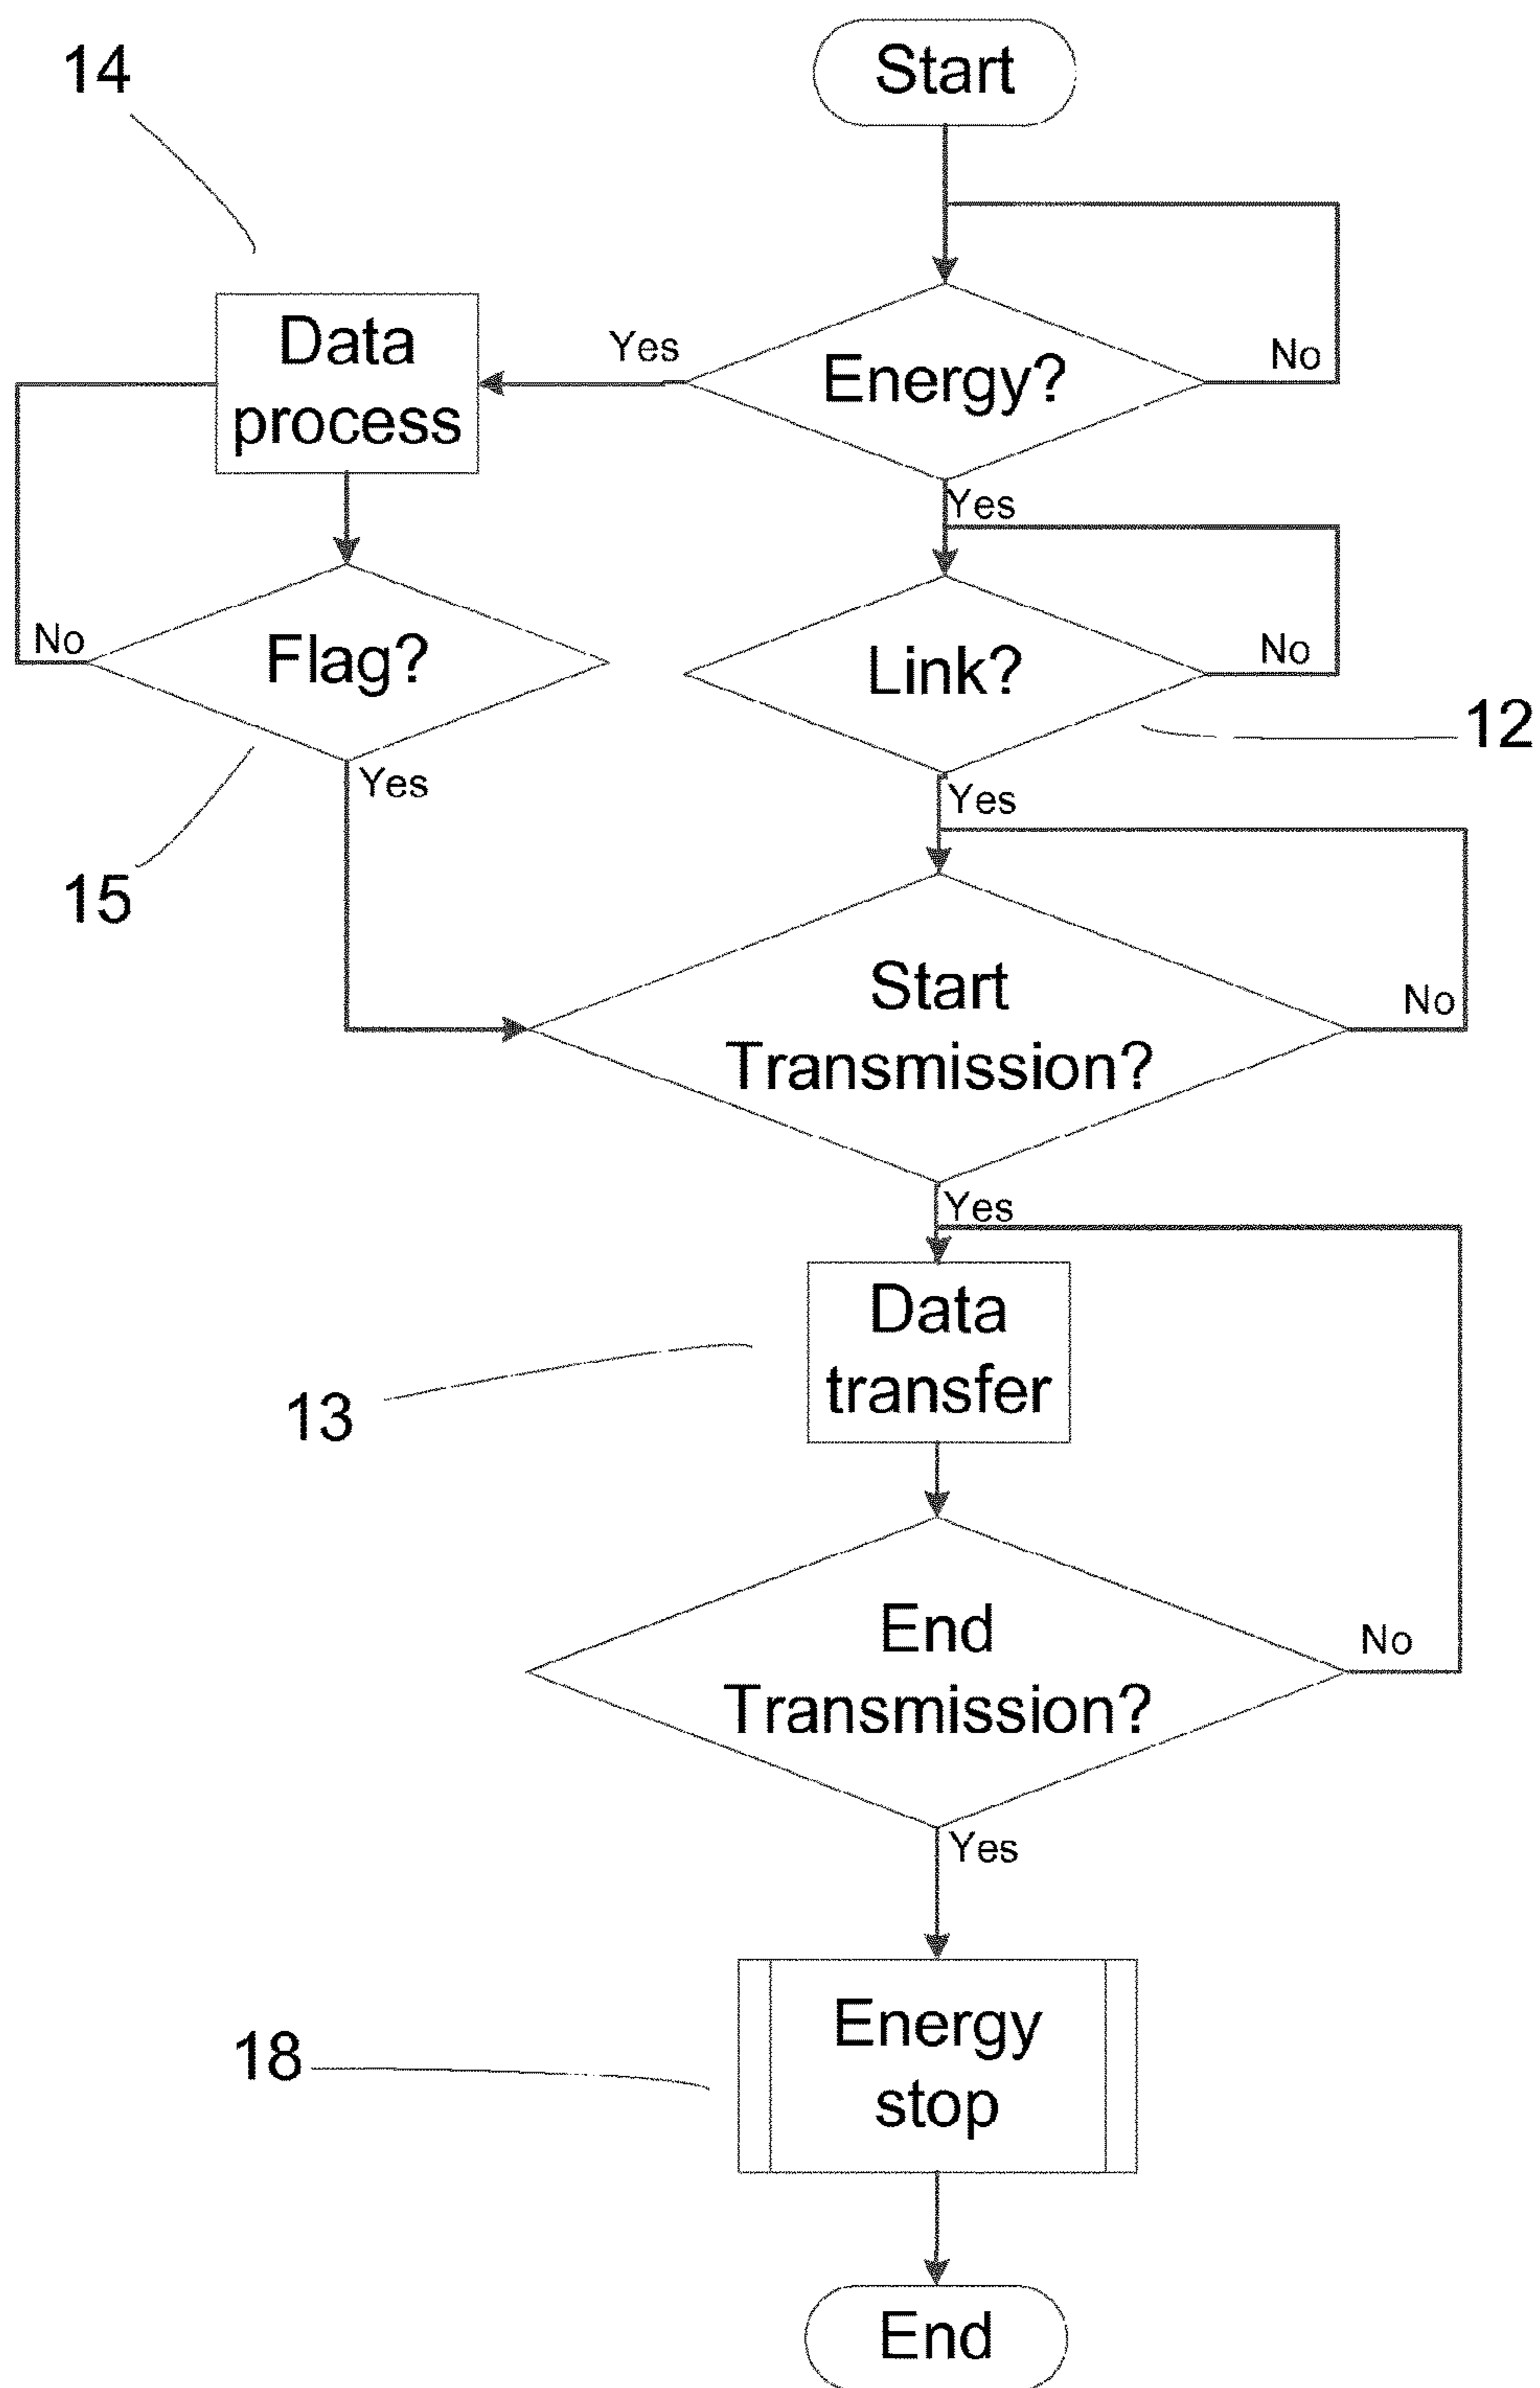 14
Start
Data
process
Yes
Energy?
No
Yes
No
Flag?
Link?
No
12
Yes
Yes
15
Start
Transmission?
No
Yes
Data
transfer
13
End
Transmission?
No
Yes
Energy
stop
18
End